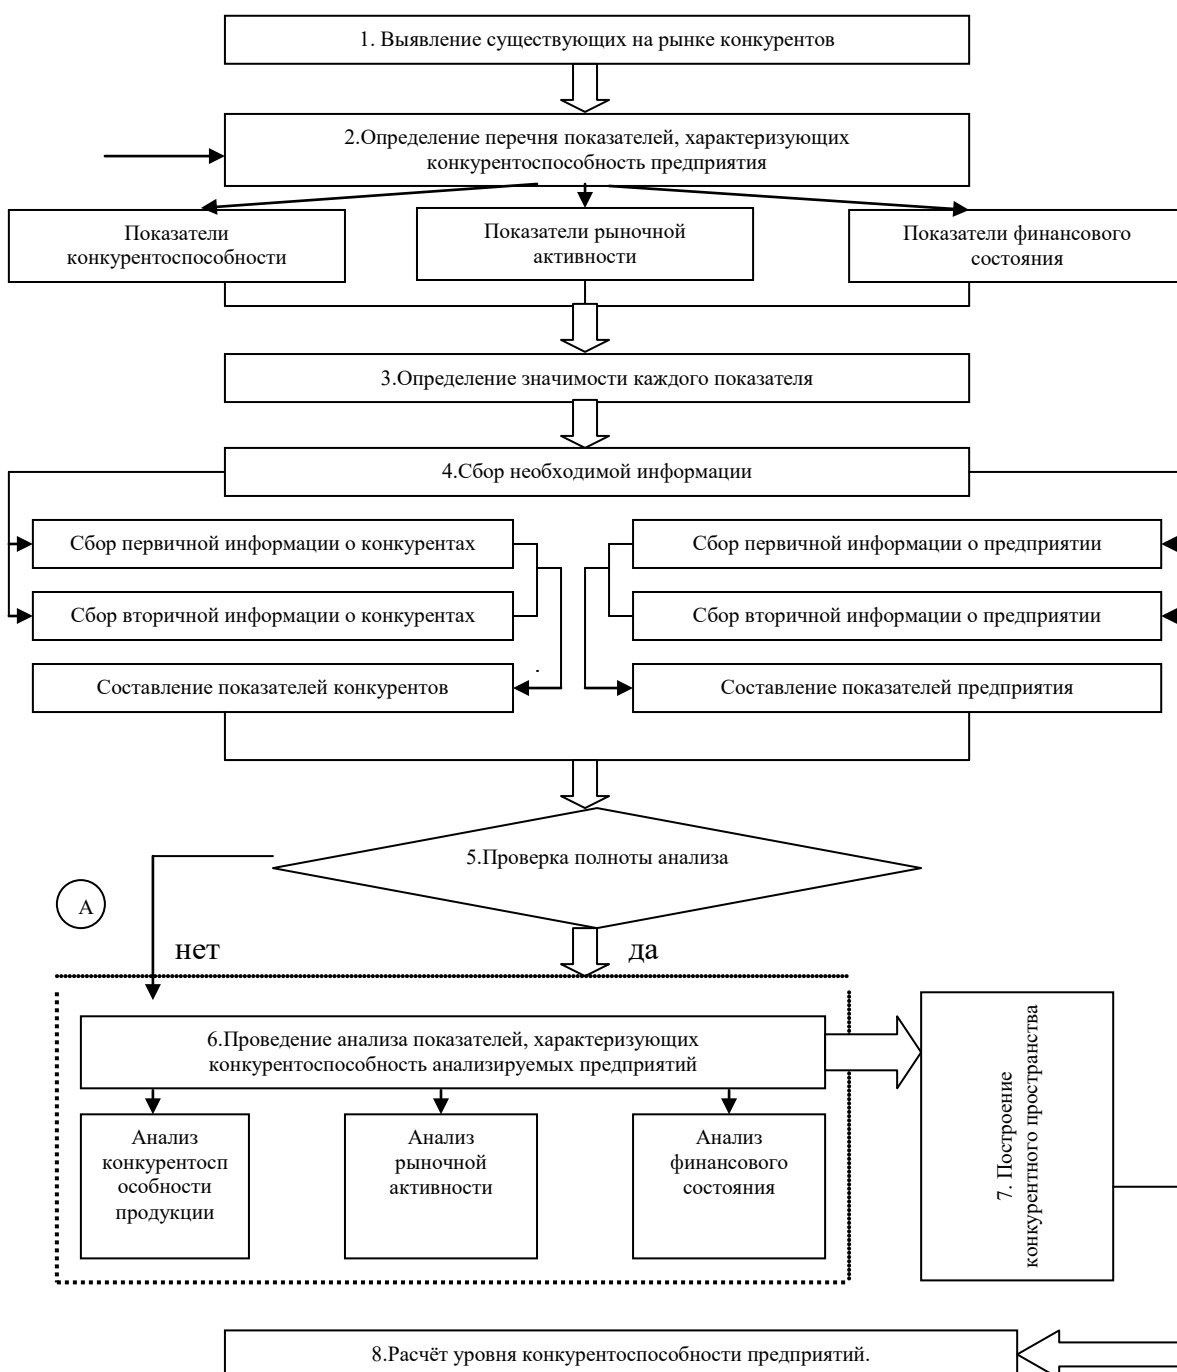 1. Выявление существующих на рынке конкурентов
2.Определение перечня показателей, характеризующих
конкурентоспособность предприятия
Показатели
конкурентоспособности
Показатели рыночной
активности
Показатели финансового
состояния
3.Определение значимости каждого показателя
4.Сбор необходимой информации
Сбор первичной информации о конкурентах
Сбор первичной информации о предприятии
Сбор вторичной информации о конкурентах
Сбор вторичной информации о предприятии
.
Составление показателей конкурентов
Составление показателей предприятия
5.Проверка полноты анализа
А
нет
да
6.Проведение анализа показателей, характеризующих
конкурентоспособность анализируемых предприятий
7. Построение
конкурентного пространства
Анализ
конкурентосп
особности
продукции
Анализ
рыночной
активности
Анализ
финансового
состояния
8.Расчёт уровня конкурентоспособности предприятий.